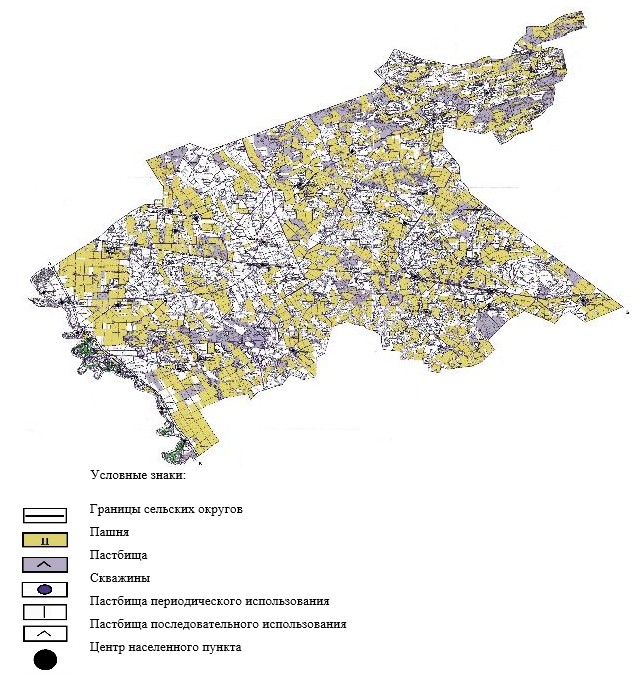 Условные знаки:
Границы сельских округов
Пашня
Пастбища
Скважины
Пастбища периодического использования
Пастбища последовательного использования
Центр населенного пункта